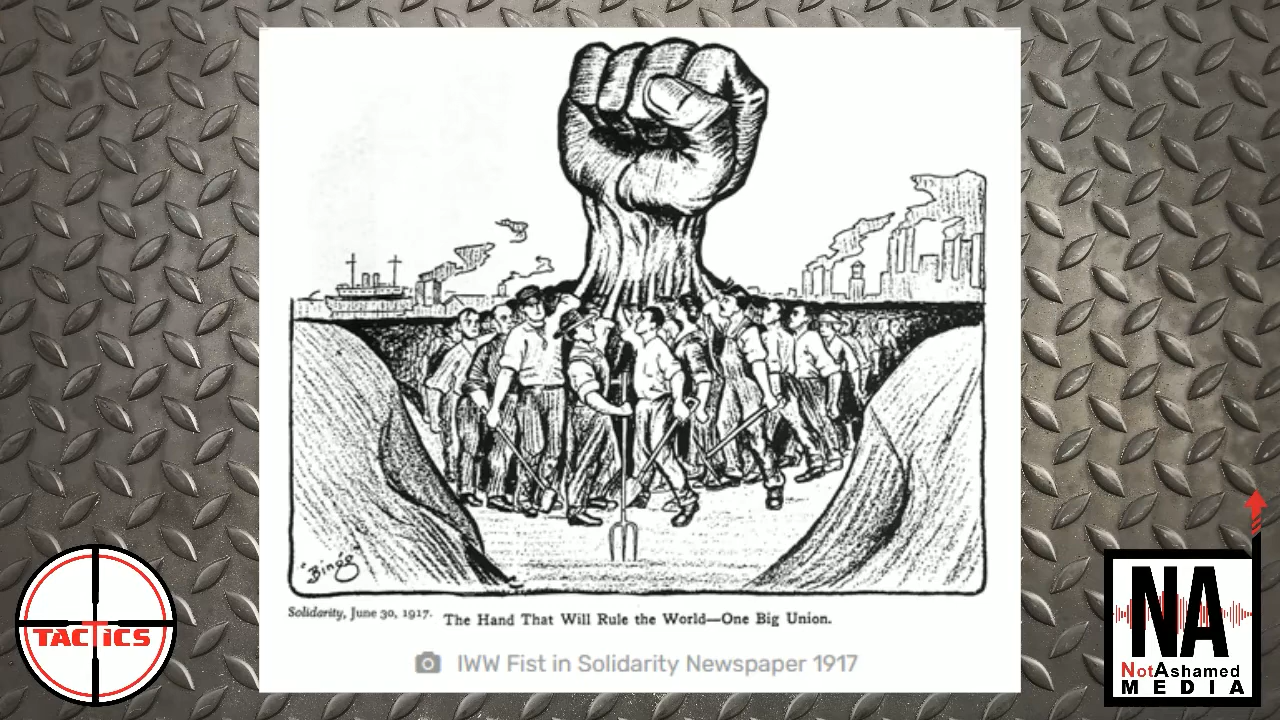 "Bingo"
Solidarity, June 30, 1917. The Hand That Will Rule the World—One Big Union.
IWW Fist in Solidarity Newspaper 1917
TACTICS
NA
NotAshamed
MEDIA